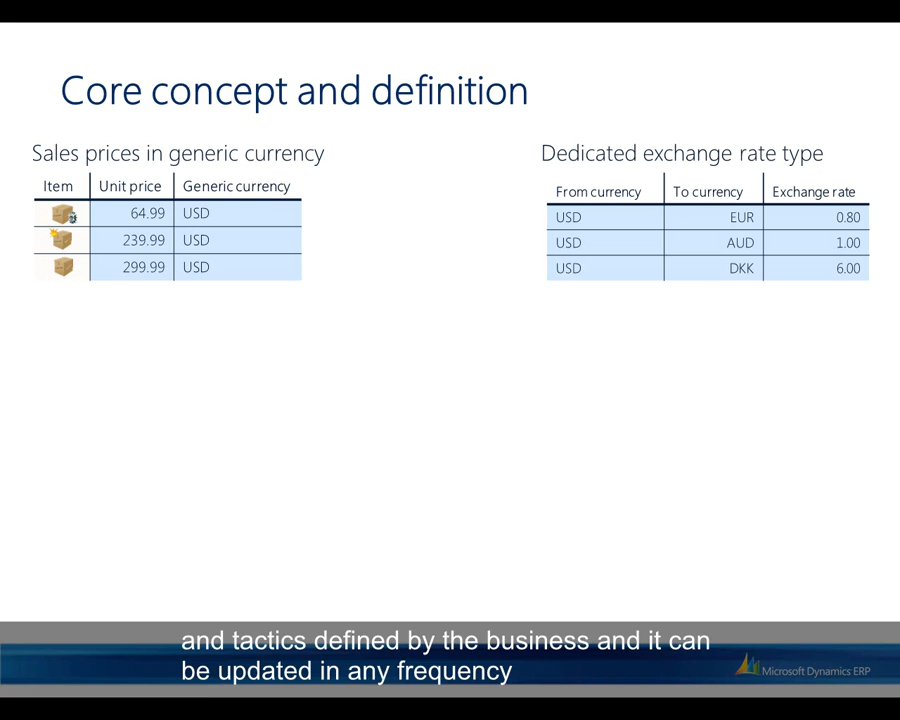 Core concept and definition
Sales prices in generic currency
Item Unit price Generic currency
64.99 USD
239.99 USD
299.99 USD
Dedicated exchange rate type
From currency To currency Exchange rate
USD EUR 0.80
USD AUD 1.00
USD DKK 6.00
and tactics defined by the business and it can
be updated in any frequency
Microsoft Dynamics ERP